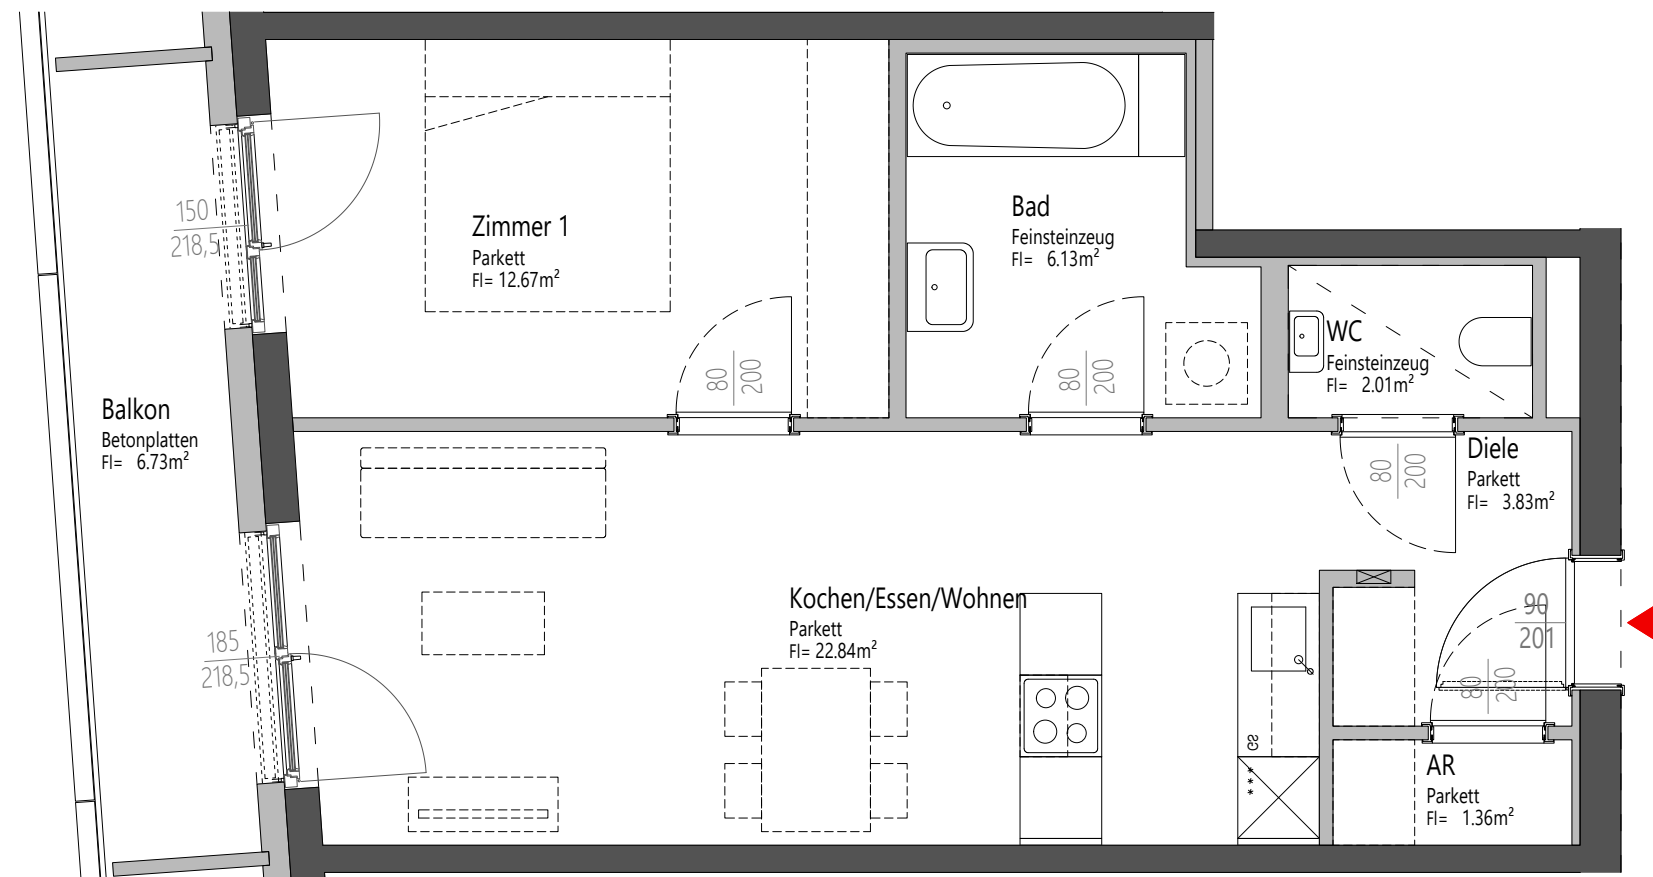 150
218,5
Zimmer 1
Parkett
Fl= 12.67m²
80
200
Bad
Feinsteinzeug
Fl= 6.13m²
80
200
WC
Feinsteinzeug
Fl= 2.01m²
Balkon
Betonplatten
Fl= 6.73m²
80
200
Diele
Parkett
Fl= 3.83m²
185
218,5
Kochen/Essen/Wohnen
Parkett
Fl= 22.84m²
90
201
80
200
GS
***
AR
Parkett
Fl= 1.36m²